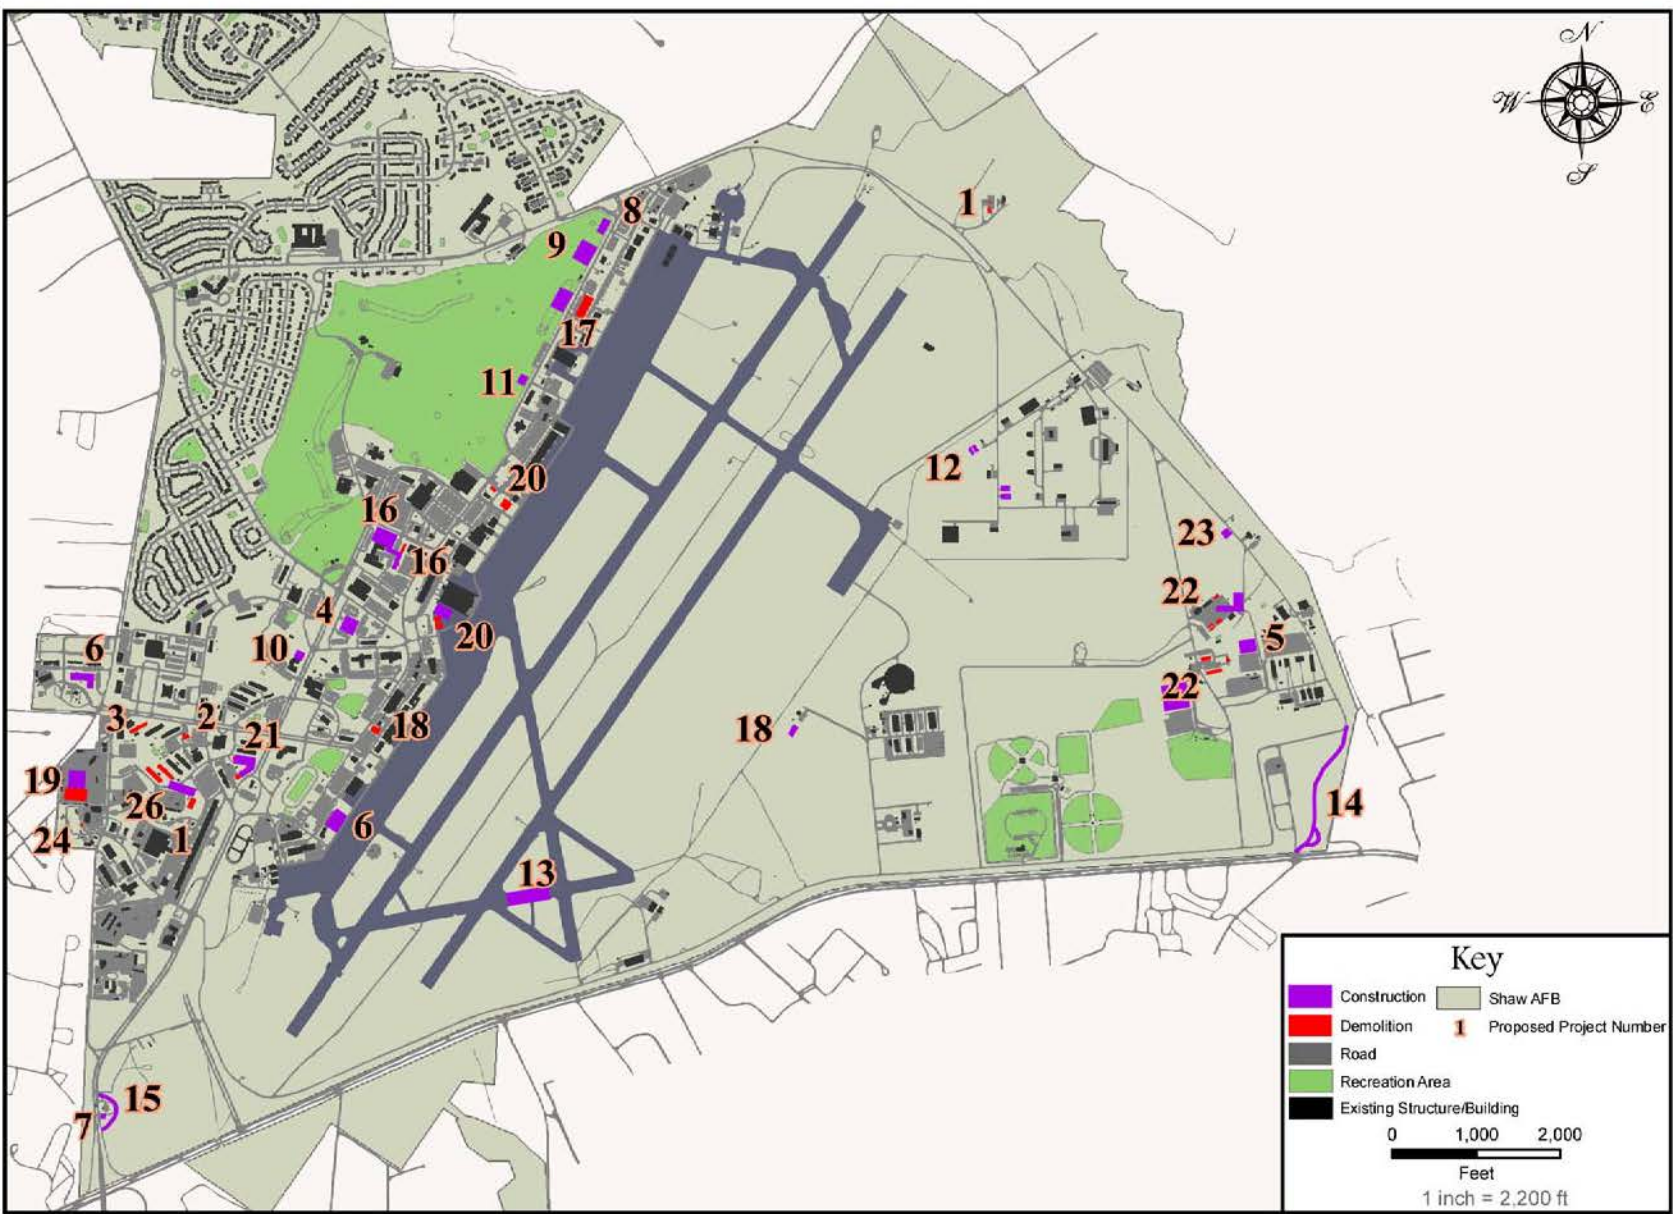 N
W
E
S
1
8
9
17
11
20
12
16
16
23
4
22
20
10
5
6
22
3
2
21
18
18
19
14
26
24
1
6
13
15
7
Key
Construction
Shaw AFB
Demolition
1 Proposed Project Number
Road
Recreation Area
Existing Structure/Building
0 1,000 2,000
Feet
1 inch = 2,200 ft